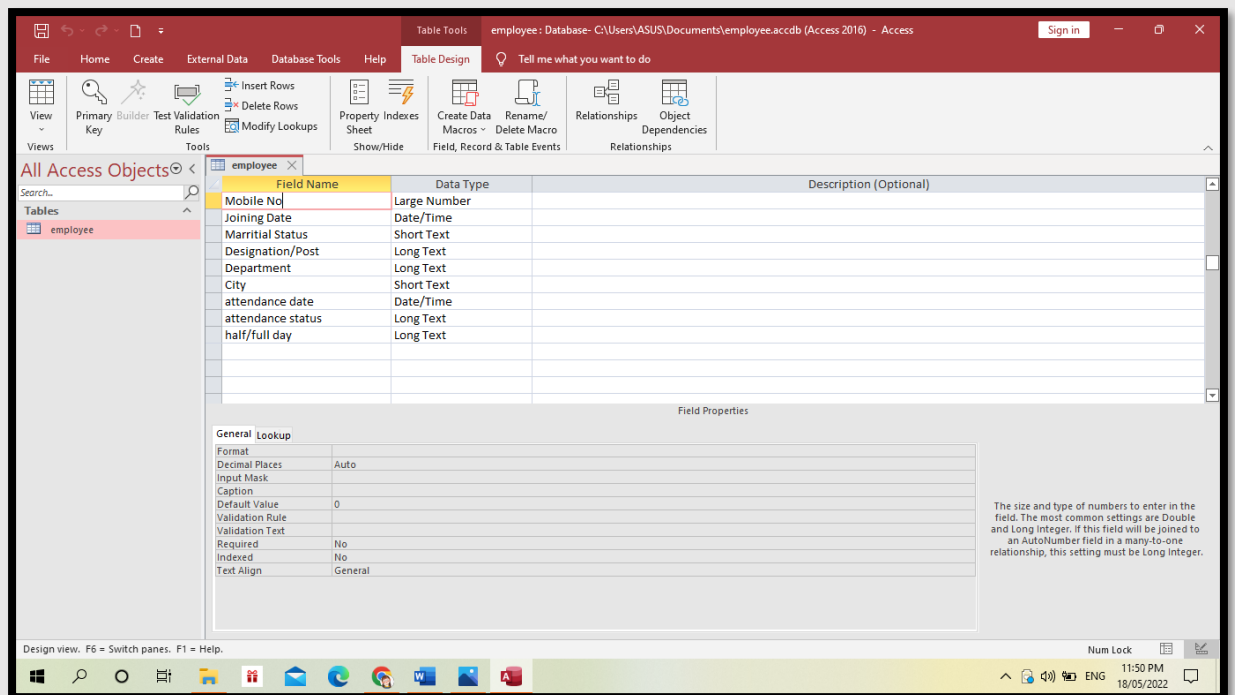 Table Tools employee : Database- C:\Users\ASUS\Documents\employee.accdb (Access 2016) - Access Sign in
File Home Create External Data Database Tools Help Table Design Tell me what you want to do
View
Primary Key
Builder
Test Validation Rules
Insert Rows
Delete Rows
Modify Lookups
Property Sheet
Indexes
Create Data Macros
Rename/ Delete Macro
Relationships
Object Dependencies
Views Tools Show/Hide Field, Record & Table Events Relationships
All Access Objects
Search...
Tables
employee
employee
Field Name Data Type Description (Optional)
Mobile No Large Number
Joining Date Date/Time
Marritial Status Short Text
Designation/Post Long Text
Department Long Text
City Short Text
attendance date Date/Time
attendance status Long Text
half/full day Long Text
Field Properties
General Lookup
Format
Decimal Places Auto
Input Mask
Caption
Default Value 0
Validation Rule
Validation Text
Required No
Indexed No
Text Align General
The size and type of numbers to enter in the
field. The most common settings are Double
and Long Integer. If this field will be joined to
an AutoNumber field in a many-to-one
relationship, this setting must be Long Integer.
Design view. F6 = Switch panes. F1 = Help. Num Lock
ENG
11:50 PM
18/05/2022